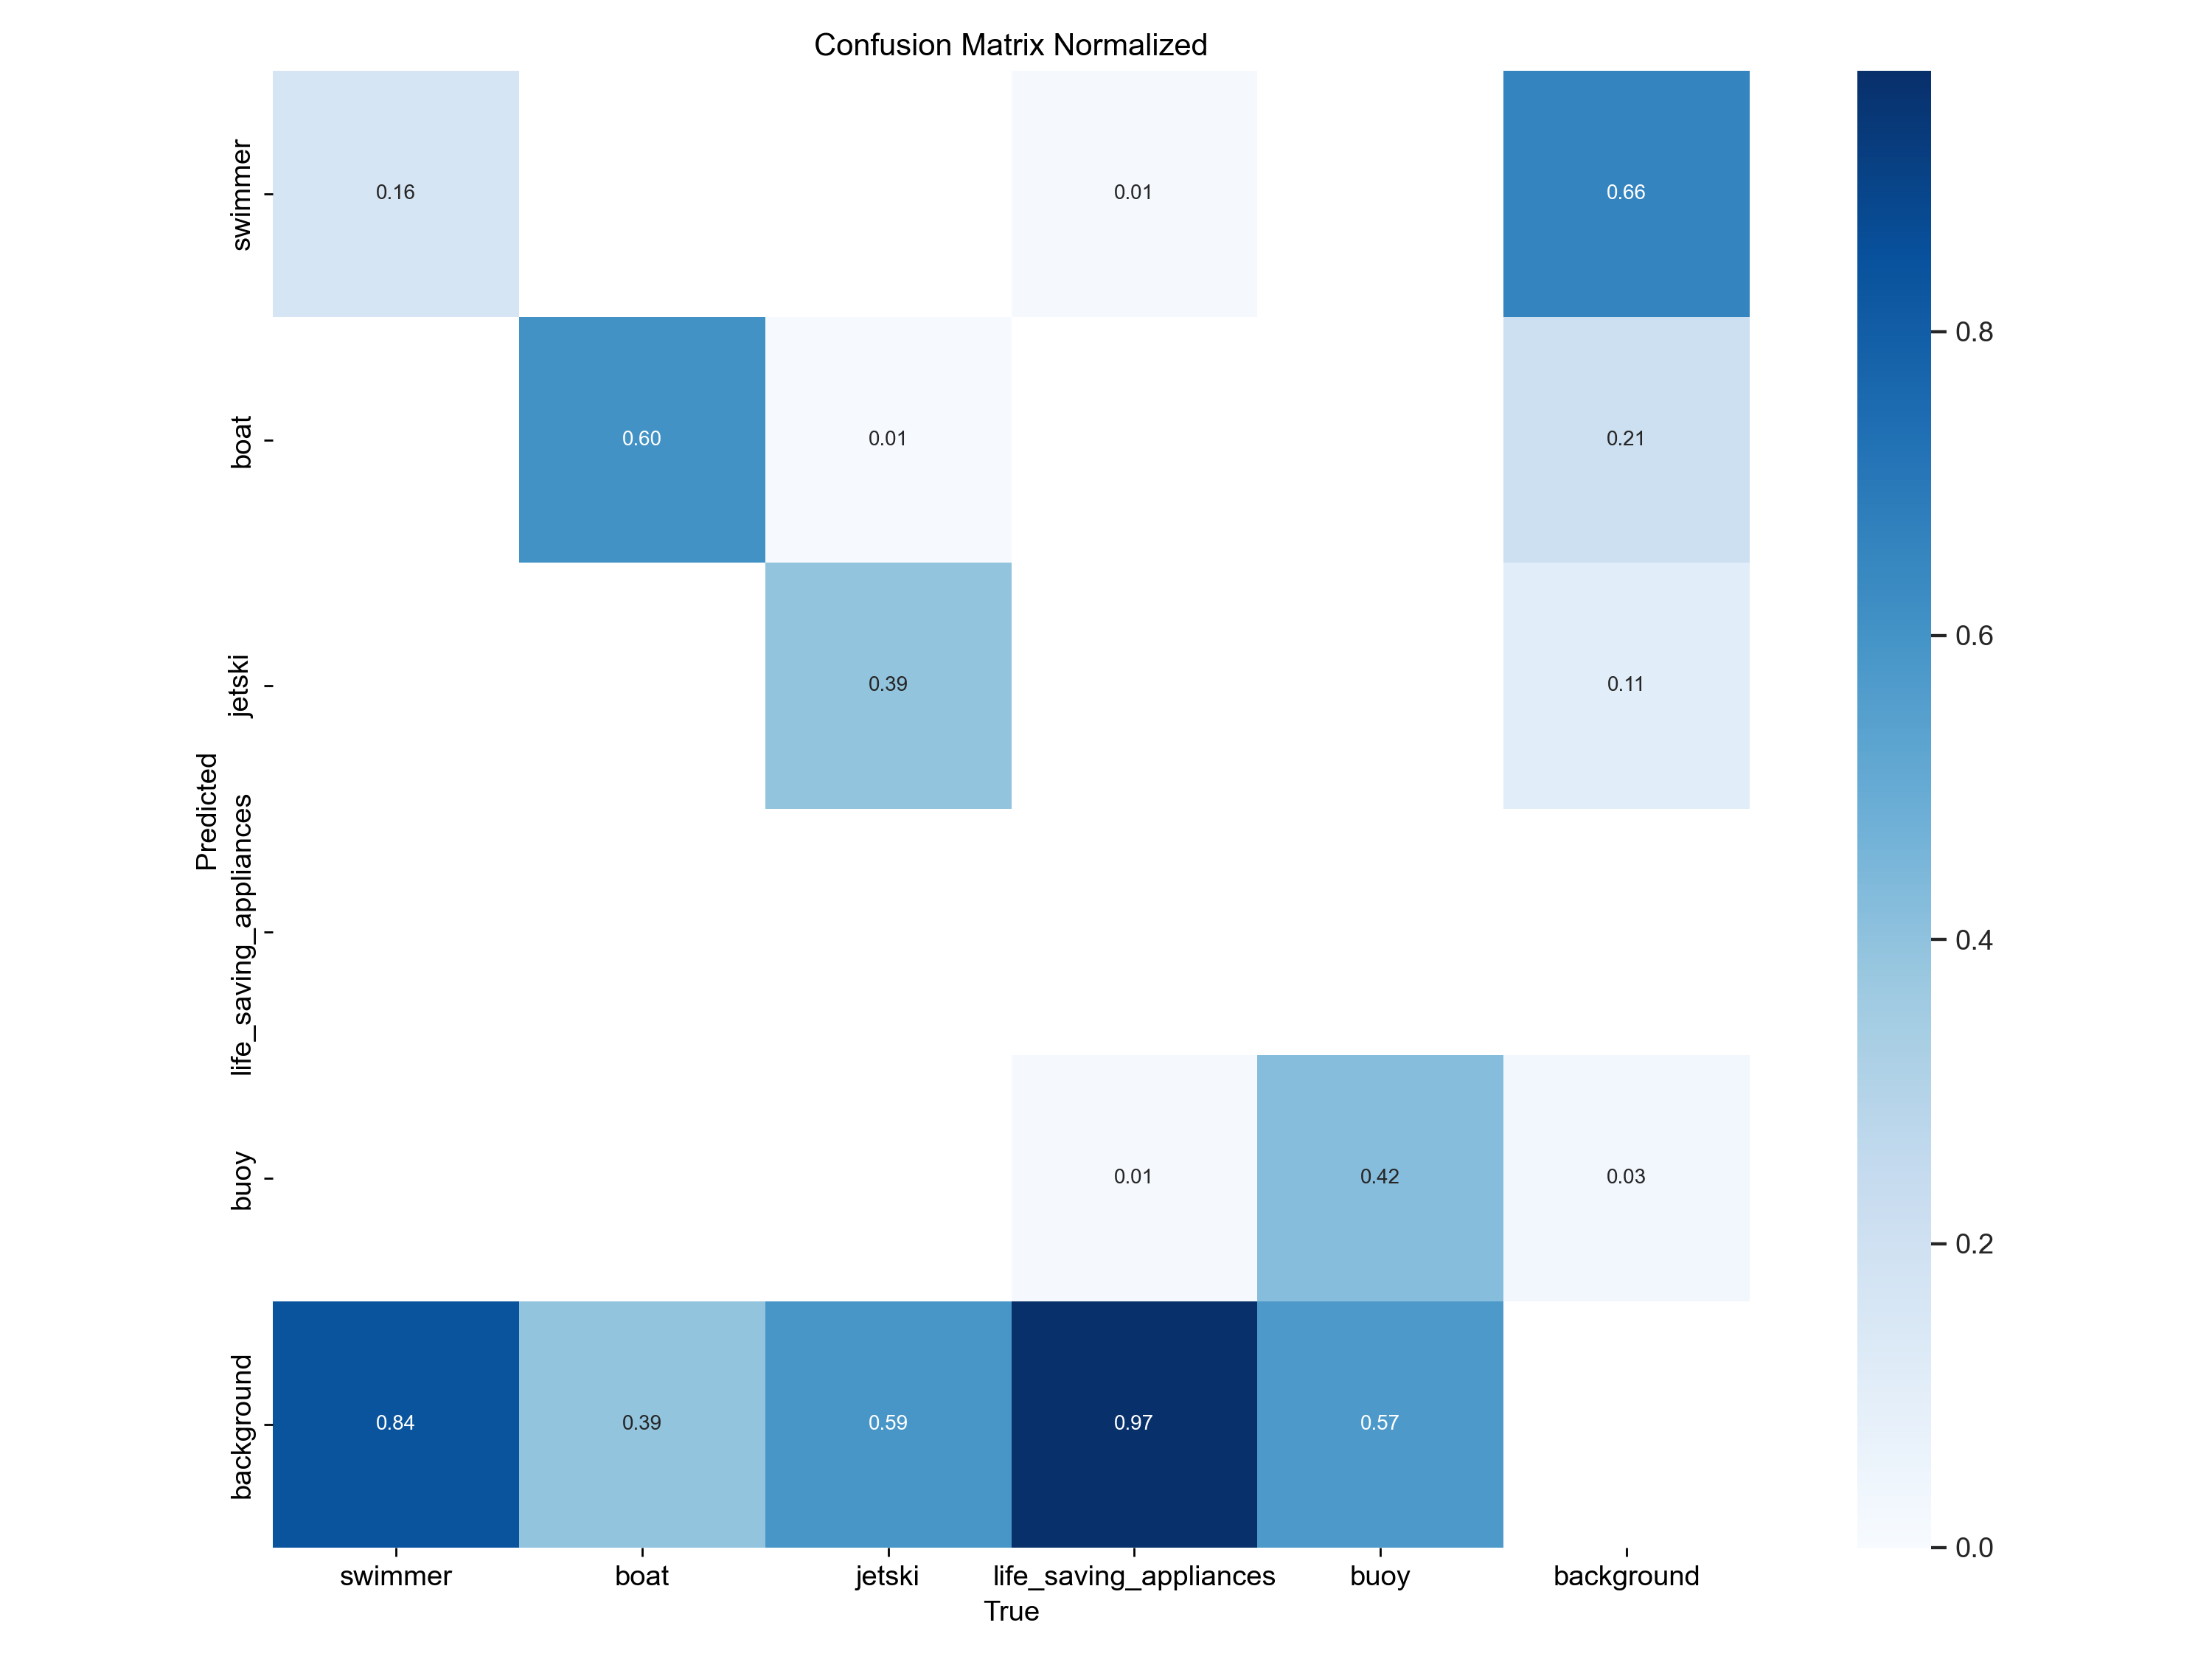 Confusion Matrix Normalized
swimmer
0.16
0.01
0.66
boat
0.60
0.01
0.21
jetski
0.39
0.11
life_saving_appliances
buoy
0.01
0.42
0.03
background
0.84
0.39
0.59
0.97
0.57
Predicted
swimmer
boat
jetski
life_saving_appliances
buoy
background
True
0.8
0.6
0.4
0.2
0.0